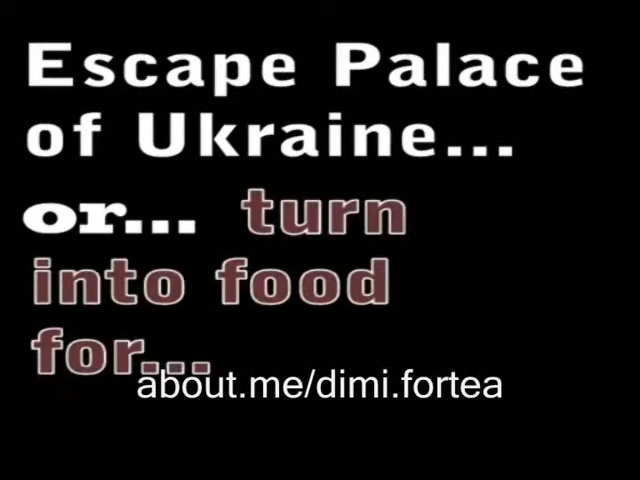 Escape Palace
of Ukraine...
or... turn
into food
for...
about.me/dimi.fortea